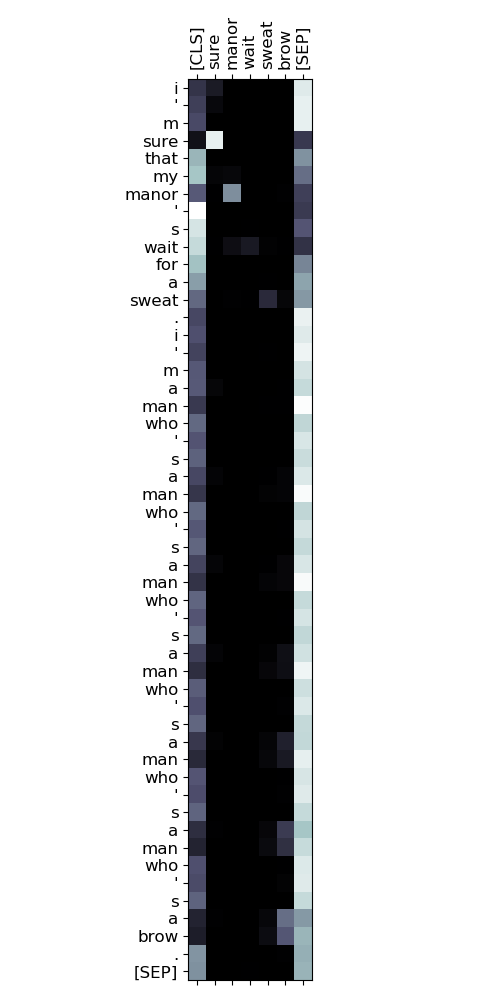 [CLS] sure manor wait sweat brow [SEP]
i
'
m
sure
that
my
manor
'
s
wait
for
a
sweat
.
i
'
m
a
man
who
'
s
a
man
who
'
s
a
man
who
'
s
a
man
who
'
s
a
man
who
'
s
a
man
who
'
s
a
brow
.
[SEP]